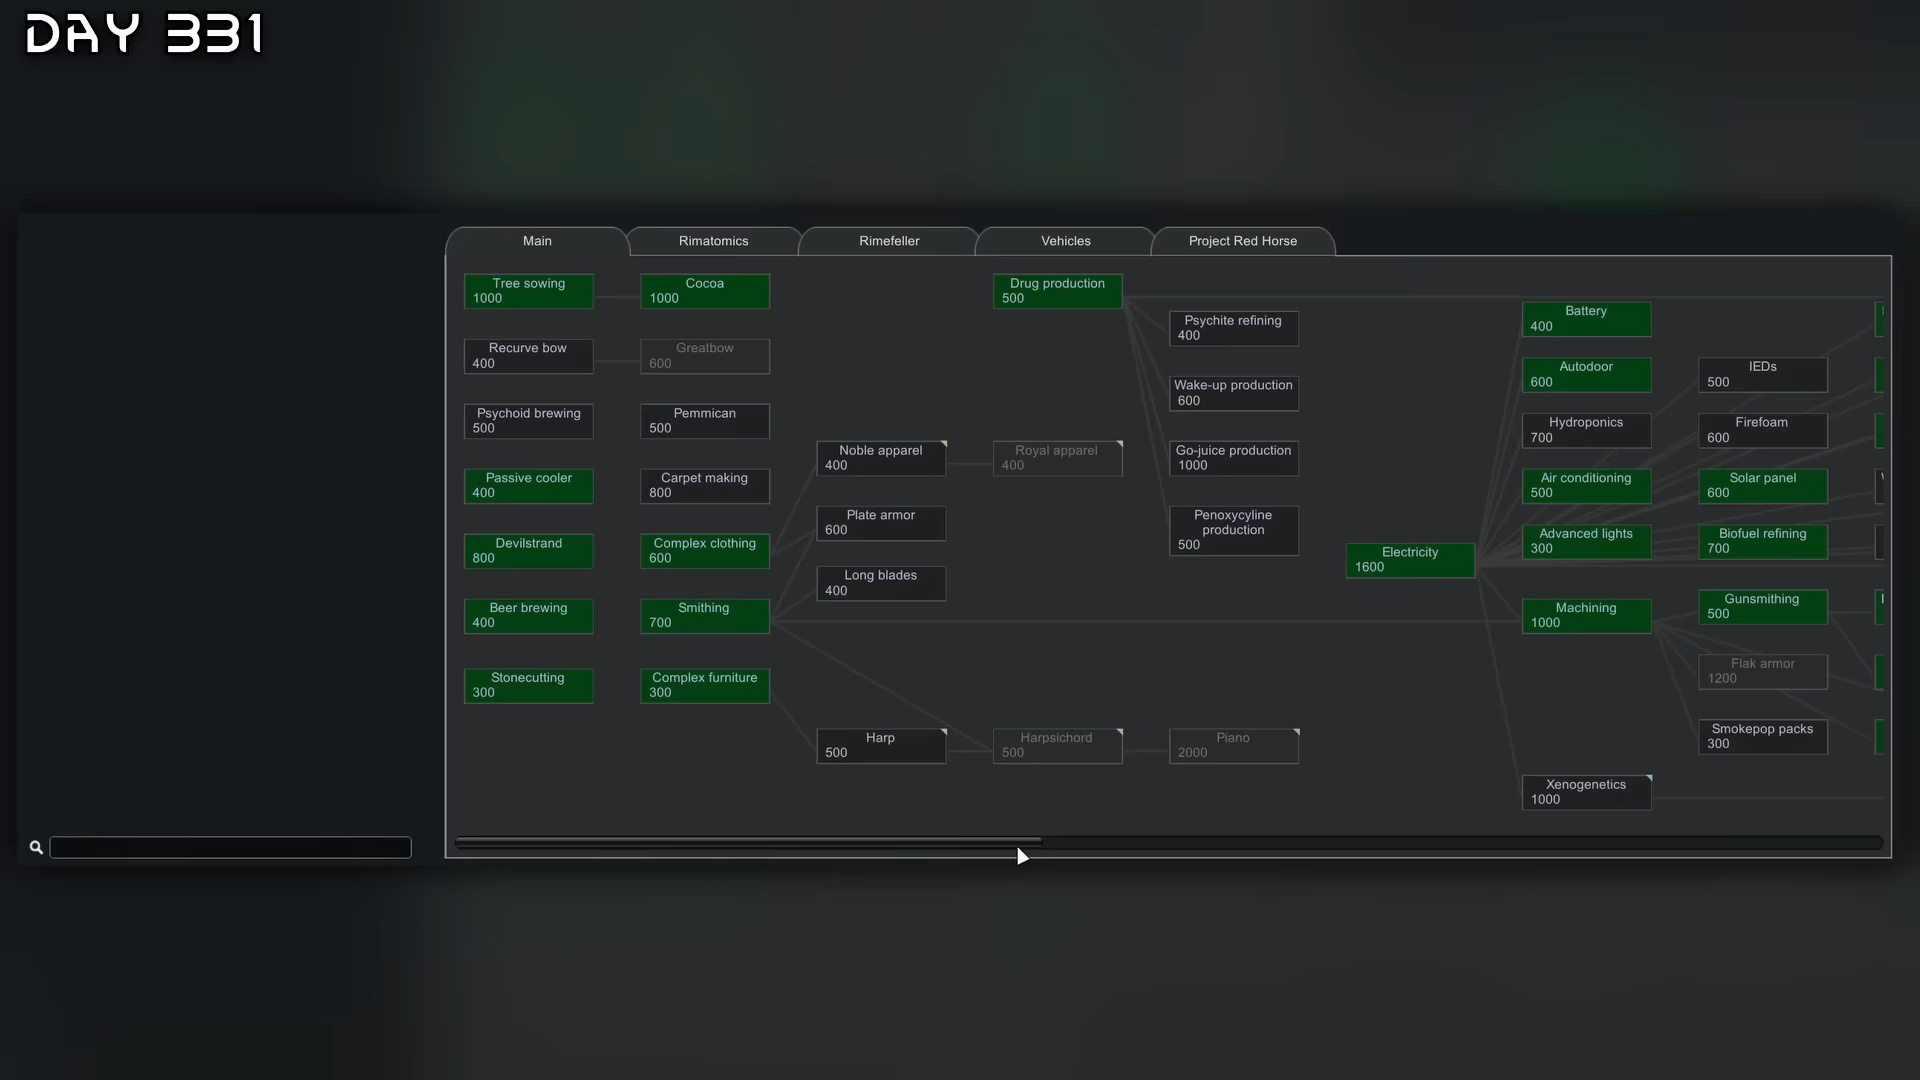 DAY 331
Main
Rimatomics
Rimefeller
Vehicles
Project Red Horse
Tree sowing
1000
Cocoa
1000
Drug production
500
Battery
400
Psychite refining
400
Recurve bow
400
Greatbow
600
Autodoor
600
IEDs
500
Wake-up production
600
Psychoid brewing
500
Pemmican
500
Hydroponics
700
Firefoam
600
Noble apparel
400
Royal apparel
400
Go-juice production
1000
Passive cooler
400
Carpet making
800
Air conditioning
500
Solar panel
600
Plate armor
600
Penoxycyline
production
500
Devilstrand
800
Complex clothing
600
Advanced lights
300
Biofuel refining
700
Electricity
1600
Long blades
400
Beer brewing
400
Smithing
700
Machining
1000
Gunsmithing
500
Flak armor
1200
Stonecutting
300
Complex furniture
300
Smokepop packs
300
Harp
500
Harpsichord
500
Piano
2000
Xenogenetics
1000